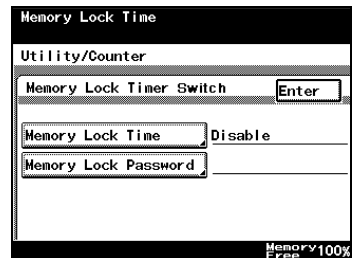 Memory Lock Time
Utility/Counter
Memory Lock Timer Switch
Enter
Memory Lock Time
Disable
Memory Lock Password
Memory Free 100%